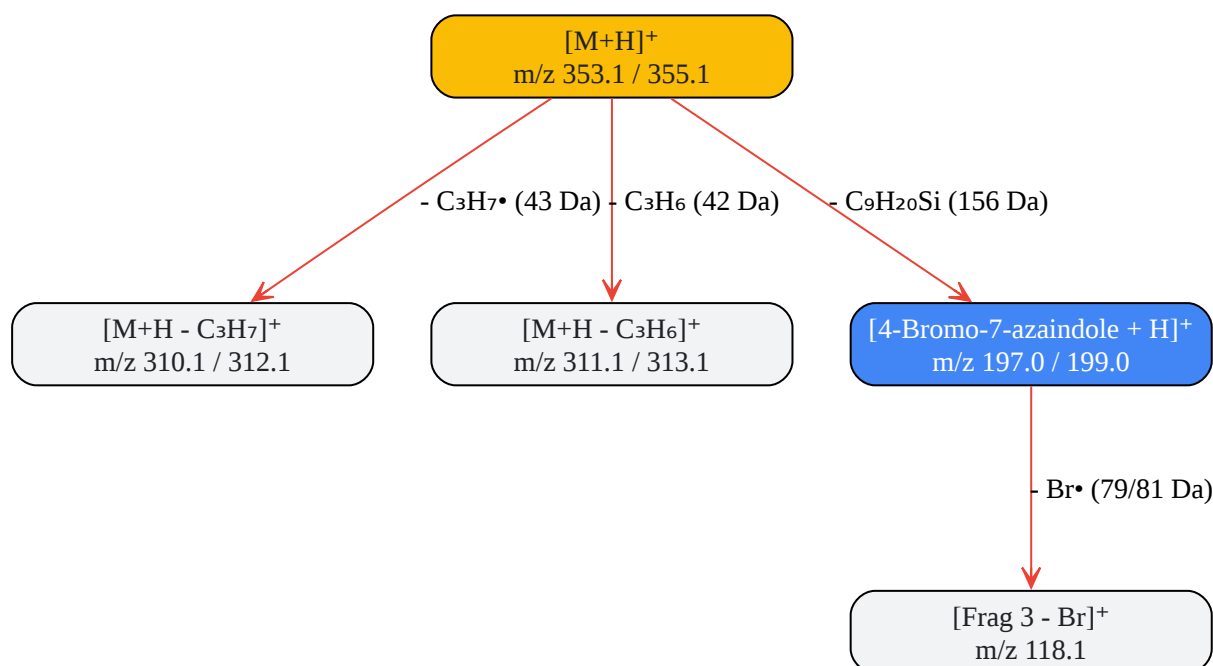 [M+H]⁺
m/z 353.1 / 355.1
- C₃H₇• (43 Da)
- C₃H₆ (42 Da)
- C₉H₂₀Si (156 Da)
[M+H - C₃H₇]⁺
m/z 310.1 / 312.1
[M+H - C₃H₆]⁺
m/z 311.1 / 313.1
[4-Bromo-7-azaindole + H]⁺
m/z 197.0 / 199.0
- Br• (79/81 Da)
[Frag 3 - Br]⁺
m/z 118.1